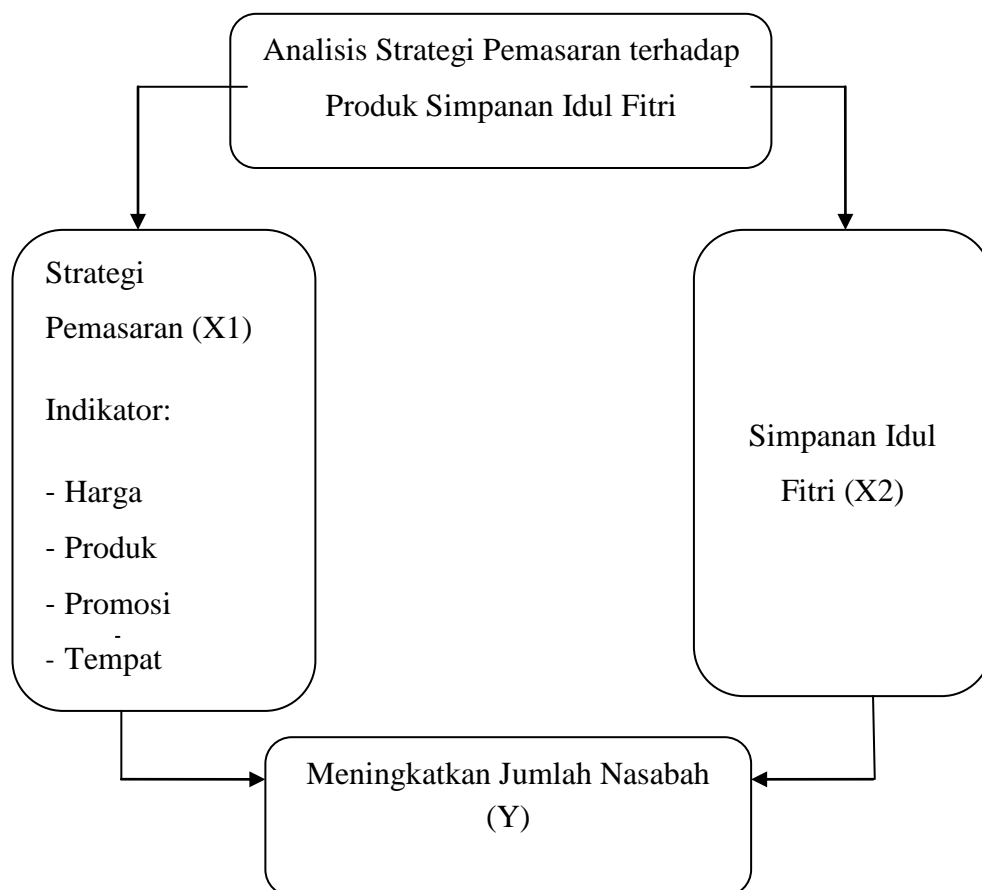 Analisis Strategi Pemasaran terhadap
Produk Simpanan Idul Fitri
Strategi
Pemasaran (X1)
Indikator:
- Harga
- Produk
- Promosi
-
- Tempat
Simpanan Idul
Fitri (X2)
Meningkatkan Jumlah Nasabah
(Y)